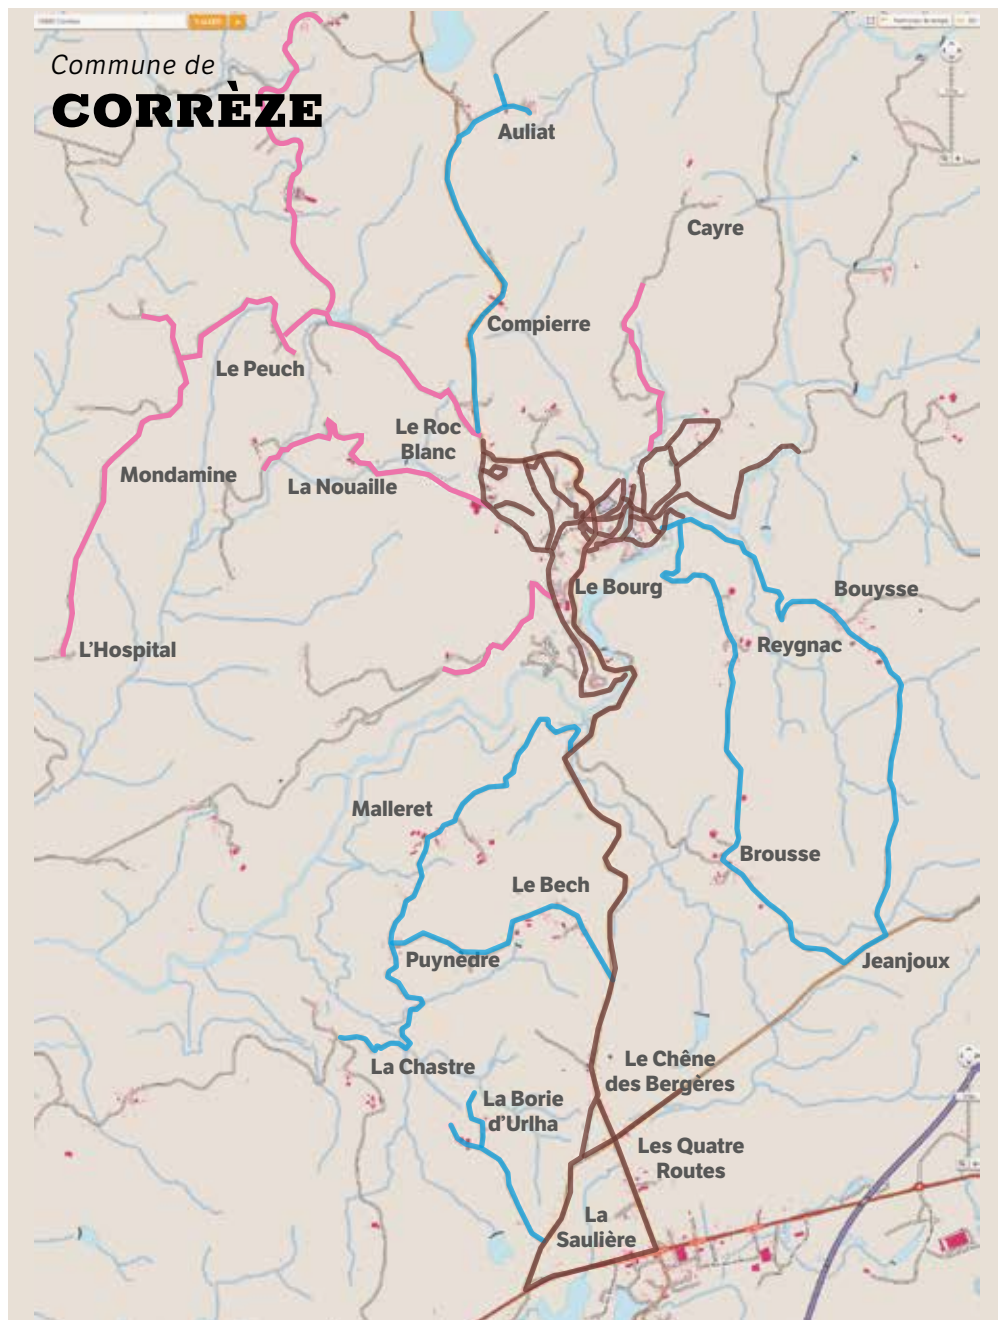 Commune de
CORRÈZE
Auliat
Cayre
Compierre
Le Peuch
Le Roc
Blanc
Mondamine
La Nouaille
Le Bourg
Bouysse
L'Hospital
Reygnac
Malleret
Brousse
Le Bech
Puynèdre
Jeanjoux
La Chastre
Le Chêne
des Bergères
La Borie
d'Urlha
Les Quatre
Routes
La
Saulière